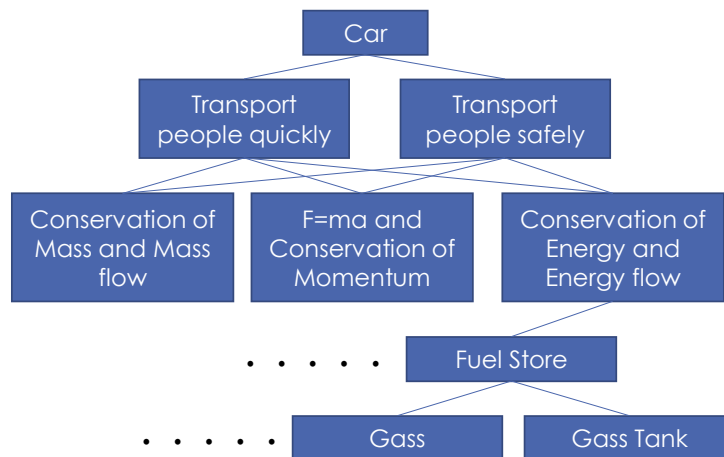 Car
Transport
people quickly
Transport
people safely
Conservation of
Mass and Mass
flow
F=ma and
Conservation of
Momentum
Conservation of
Energy and
Energy flow
. . . . .
Fuel Store
. . . . .
Gass
Gass Tank